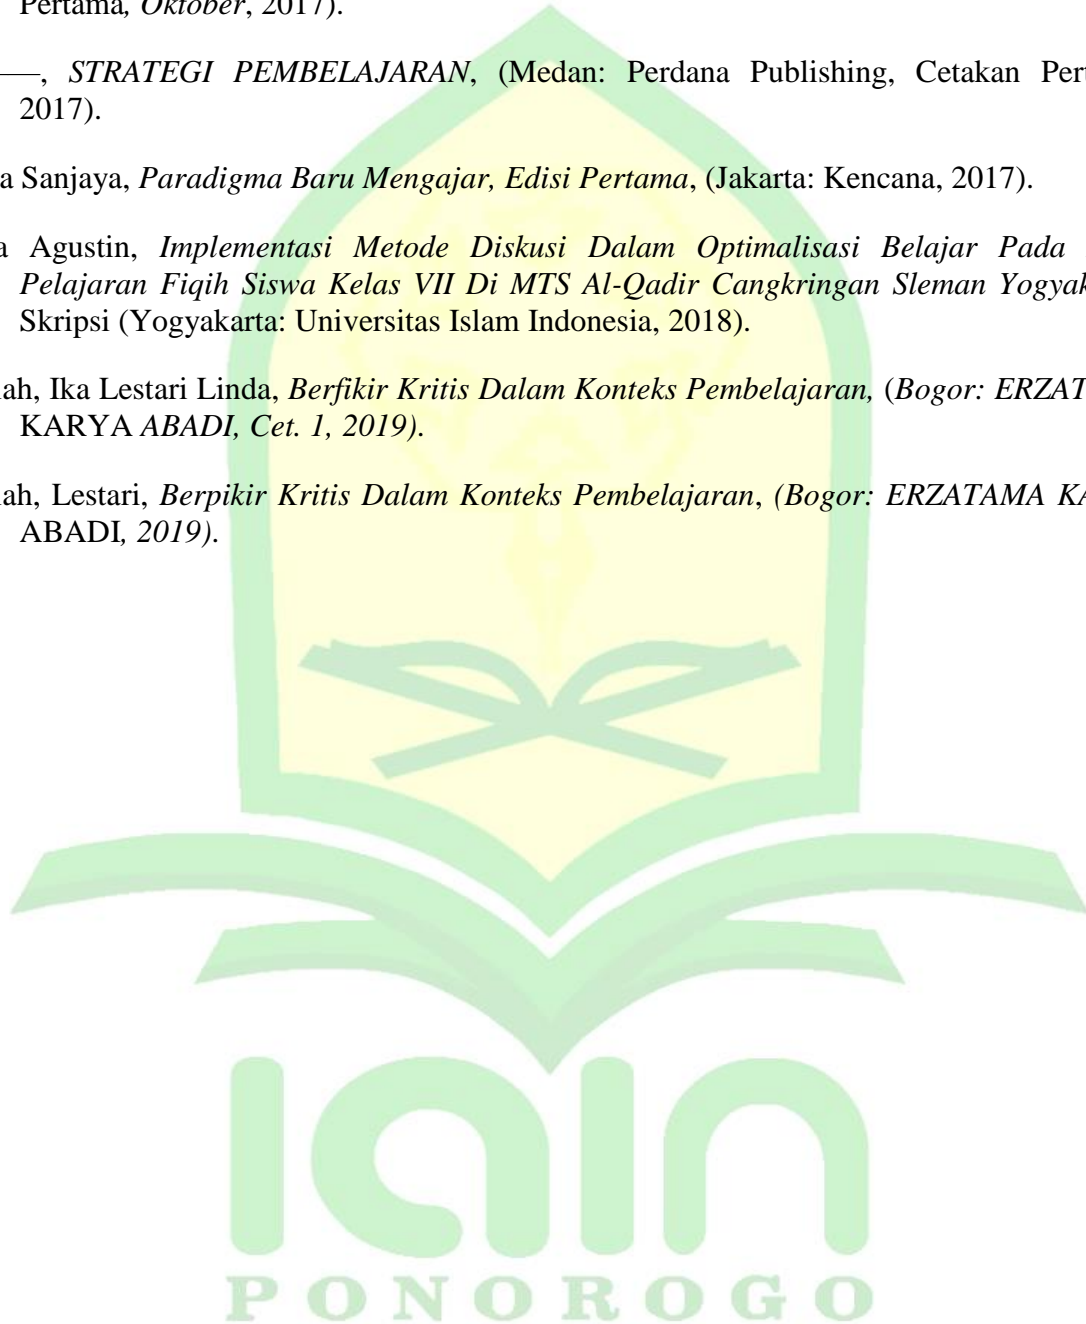 Pertama, Oktober, 2017).
——, STRATEGI PEMBELAJARAN, (Medan: Perdana Publishing, Cetakan Pert
2017).
a Sanjaya, Paradigma Baru Mengajar, Edisi Pertama, (Jakarta: Kencana, 2017).
a Agustin, Implementasi Metode Diskusi Dalam Optimalisasi Belajar Pada
Pelajaran Fiqih Siswa Kelas VII Di MTS Al-Qadir Cangkringan Sleman Yogyak
Skripsi (Yogyakarta: Universitas Islam Indonesia, 2018).
ah, Ika Lestari Linda, Berfikir Kritis Dalam Konteks Pembelajaran, (Bogor: ERZAT
KARYA ABADI, Cet. 1, 2019).
ah, Lestari, Berpikir Kritis Dalam Konteks Pembelajaran, (Bogor: ERZATAMA KA
ABADI, 2019).
iain
PONOROGO